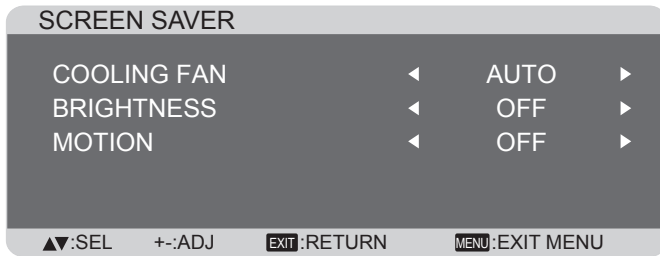 SCREEN SAVER
COOLING FAN ◀ AUTO ▶
BRIGHTNESS ◀ OFF ▶
MOTION ◀ OFF ▶
▲▼:SEL +-:ADJ EXIT:RETURN MENU:EXIT MENU